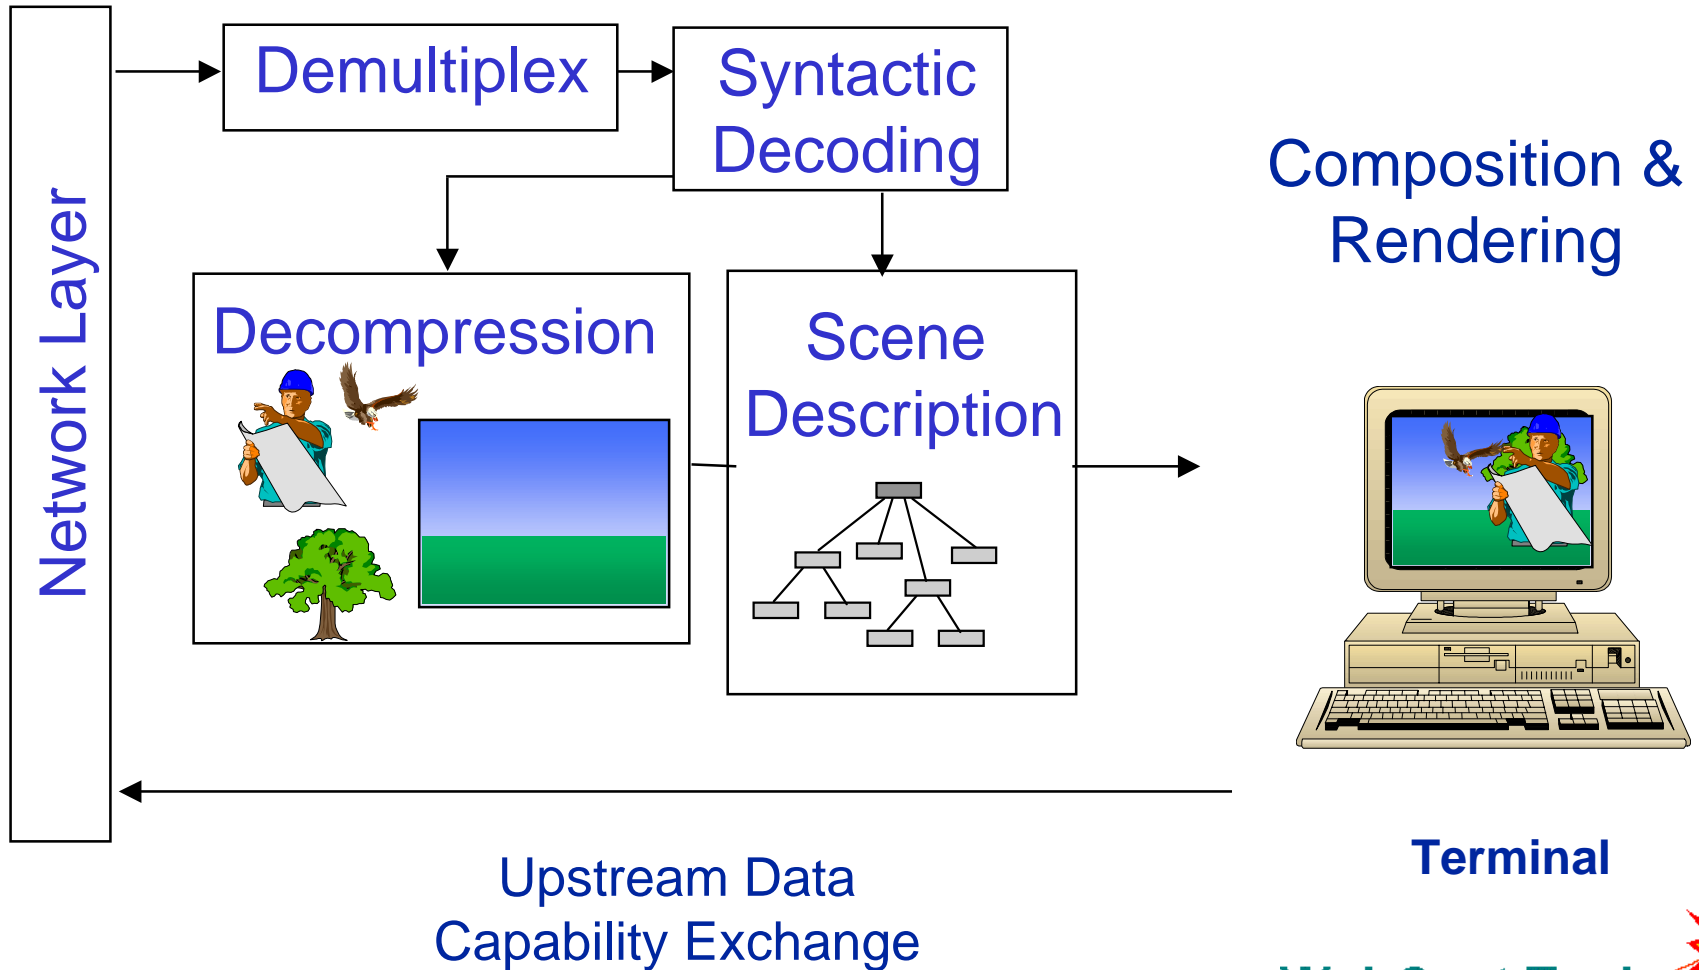 Network Layer
Demultiplex
Syntactic
Decoding
Composition &
Rendering
Decompression
Scene
Description
Terminal
Upstream Data
Capability Exchange